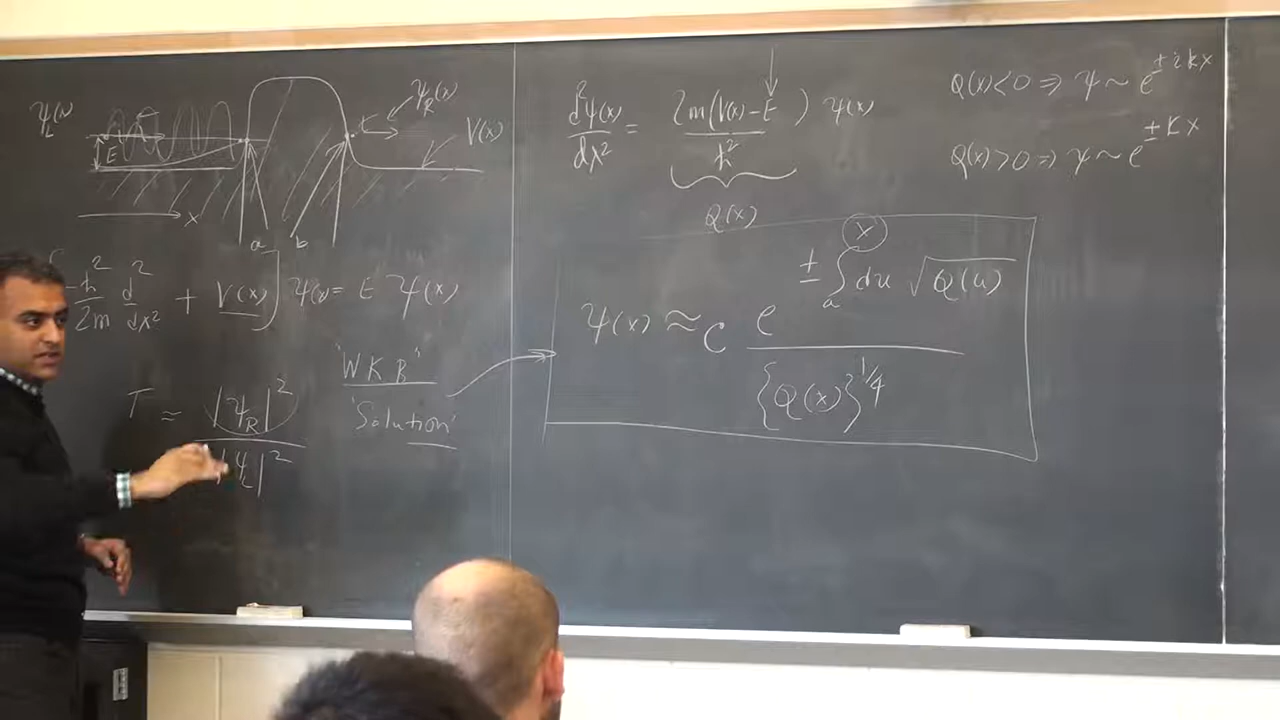 ψ_L(x)
E
E
ψ_R(x)
V(x)
x
a b
[-ħ²/2m d²/dx² + V(x)] ψ(x) = E ψ(x)
T ≈ |ψ_R|² / |ψ_L|²
"WKB"
"Solution"
d²ψ(x)/dx² = 2m(V(x)-E)/ħ² ψ(x)
Q(x)
ψ(x) ≈ C e^{± ∫_a^x du √Q(u)} / {Q(x)}^{1/4}
Q(x)<0 ⇒ ψ ~ e^{±ikx}
Q(x)>0 ⇒ ψ ~ e^{±kx}